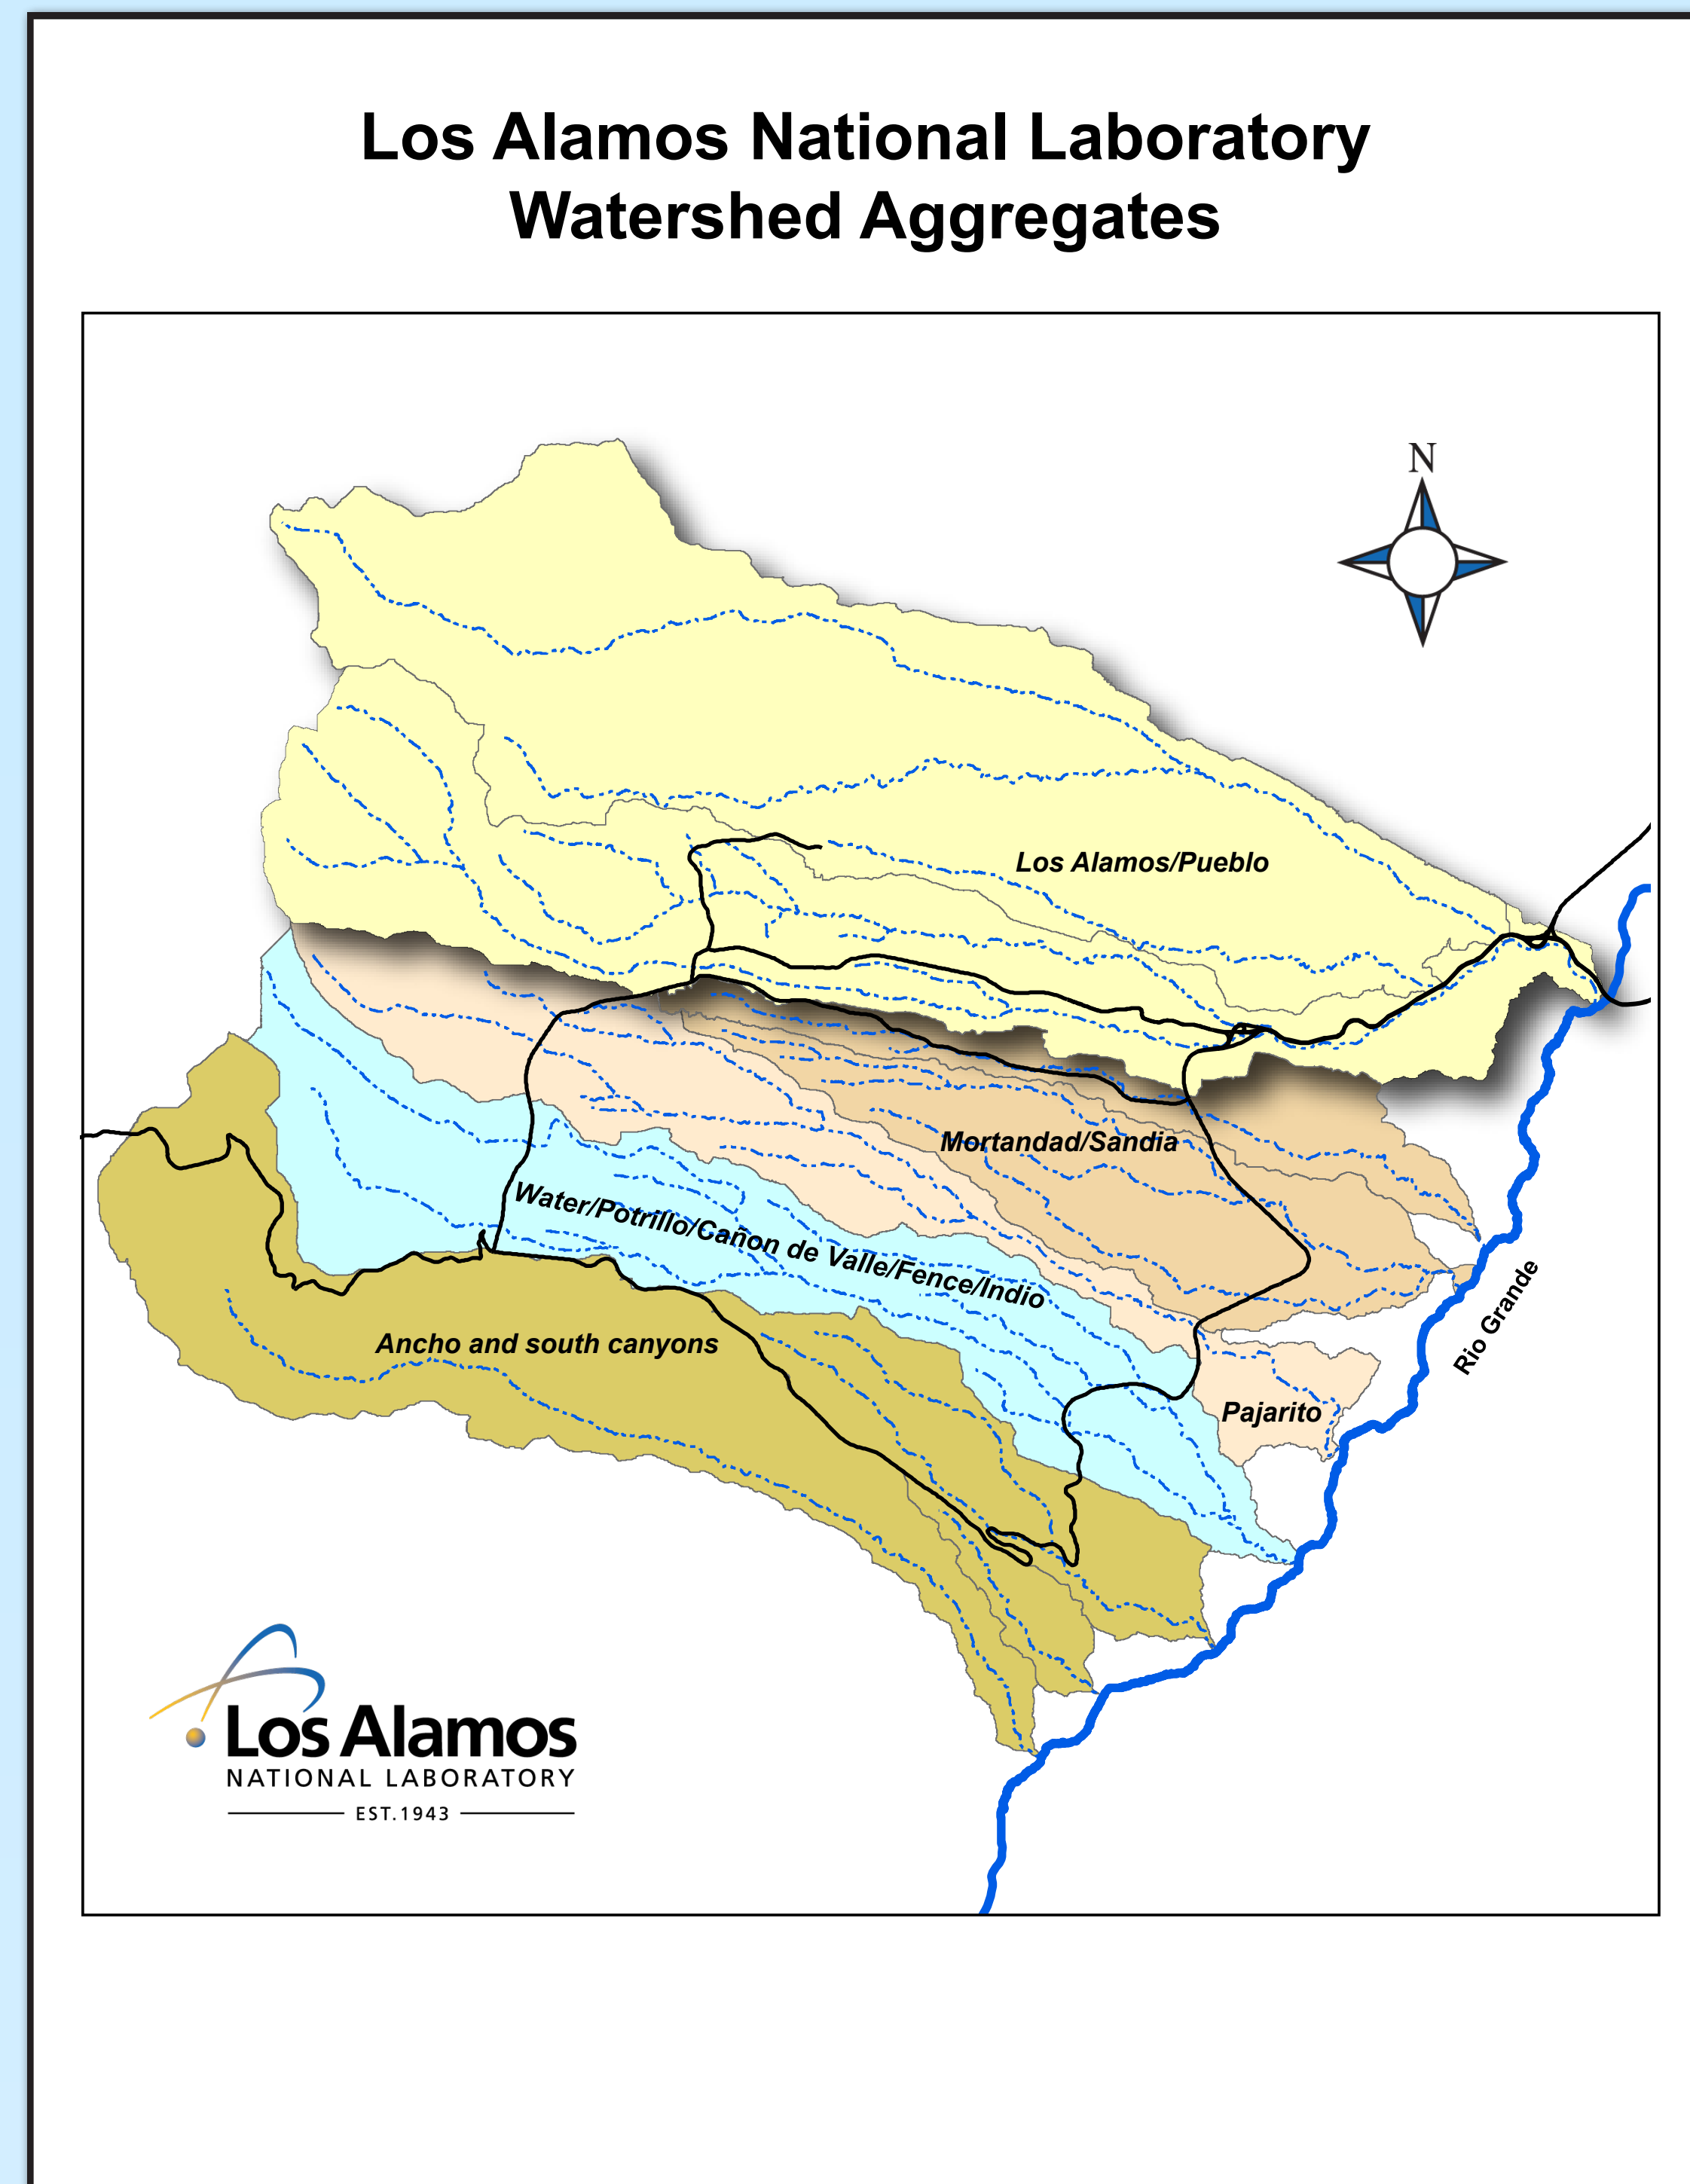 Los Alamos National Laboratory
Watershed Aggregates
N
Los Alamos/Pueblo
Mortandad/Sandia
Water/Potrillo/Cañon de Valle/Fence/Indio
Rio Grande
Ancho and south canyons
Pajarito
Los Alamos
NATIONAL LABORATORY
EST.1943